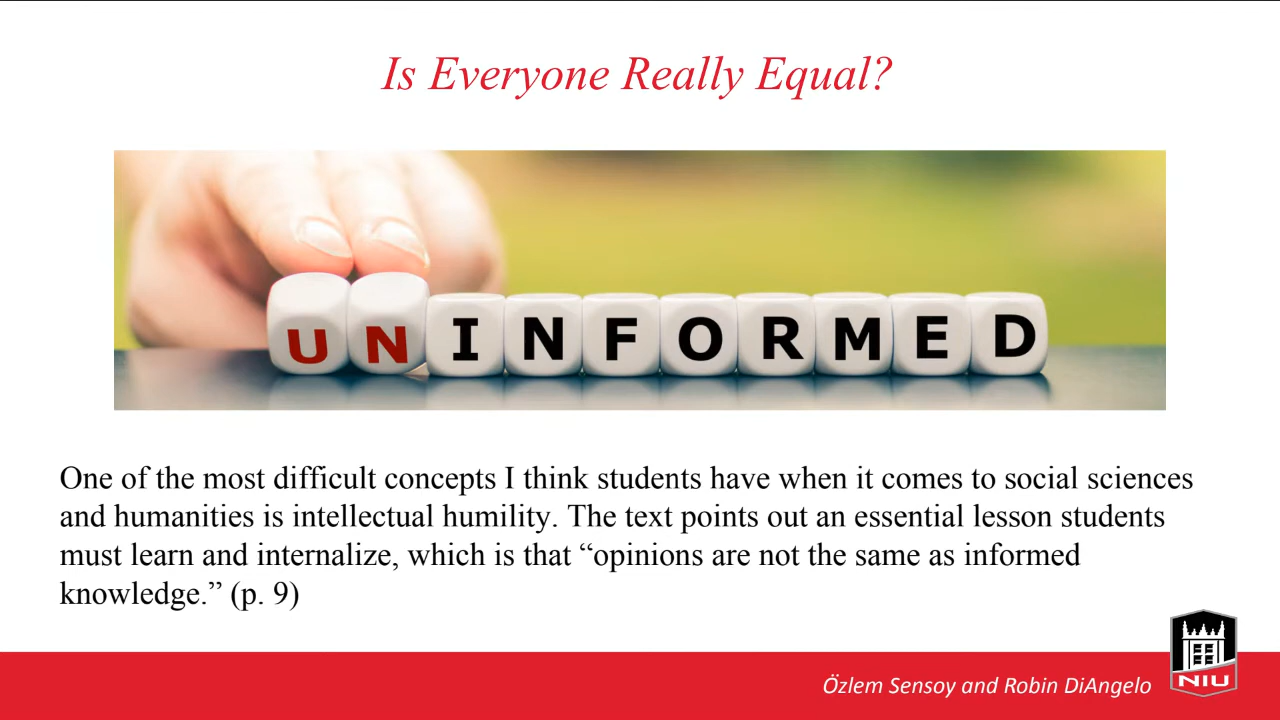 Is Everyone Really Equal?
UNINFORMED
One of the most difficult concepts I think students have when it comes to social sciences
and humanities is intellectual humility. The text points out an essential lesson students
must learn and internalize, which is that “opinions are not the same as informed
knowledge.” (p. 9)
Özlem Sensoy and Robin DiAngelo
NIU